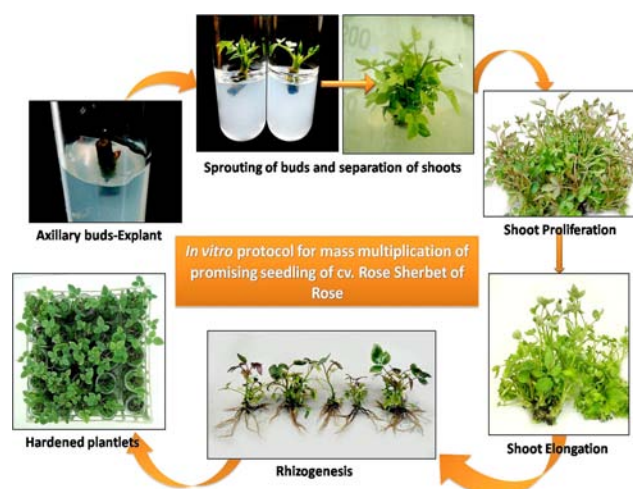 Sprouting of buds and separation of shoots
Axillary buds-Explant
Shoot Proliferation
In vitro protocol for mass multiplication of
promising seedling of cv. Rose Sherbet of
Rose
Hardened plantlets
Rhizogenesis
Shoot Elongation